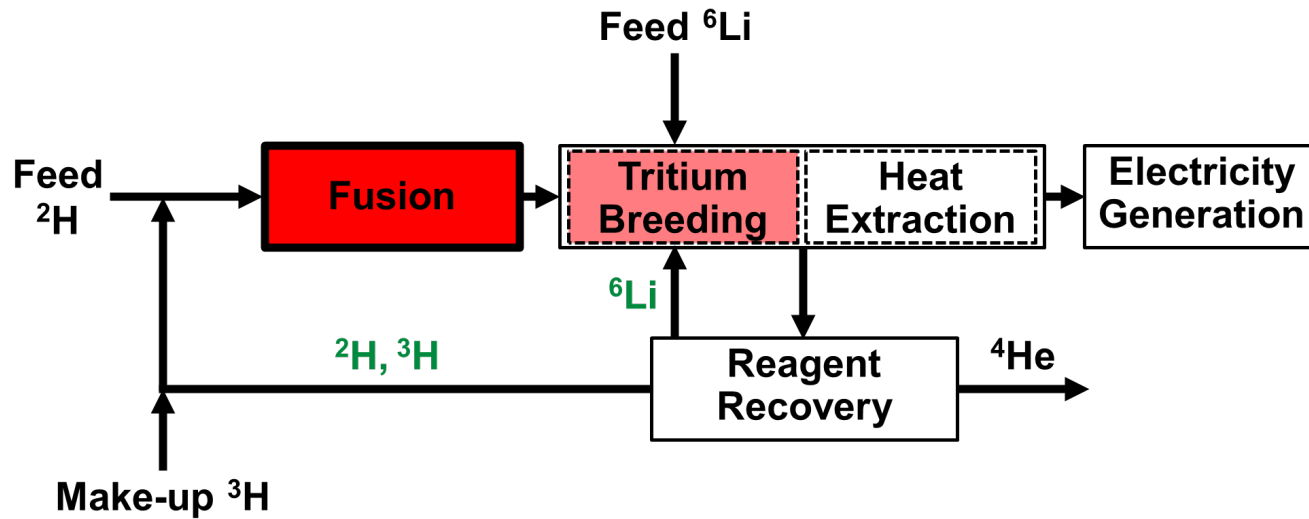 Feed ⁶Li
Feed
²H
Fusion
Tritium
Breeding
Heat
Extraction
Electricity
Generation
⁶Li
²H, ³H
Reagent
Recovery
⁴He
Make-up ³H